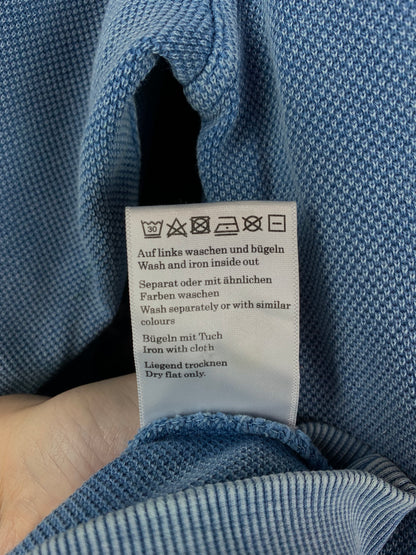 30
Auf links waschen und bügeln
Wash and iron inside out
Separat oder mit ähnlichen
Farben waschen
Wash separately or with similar
colours
Bügeln mit Tuch
Iron with cloth
Liegend trocknen
Dry flat only.